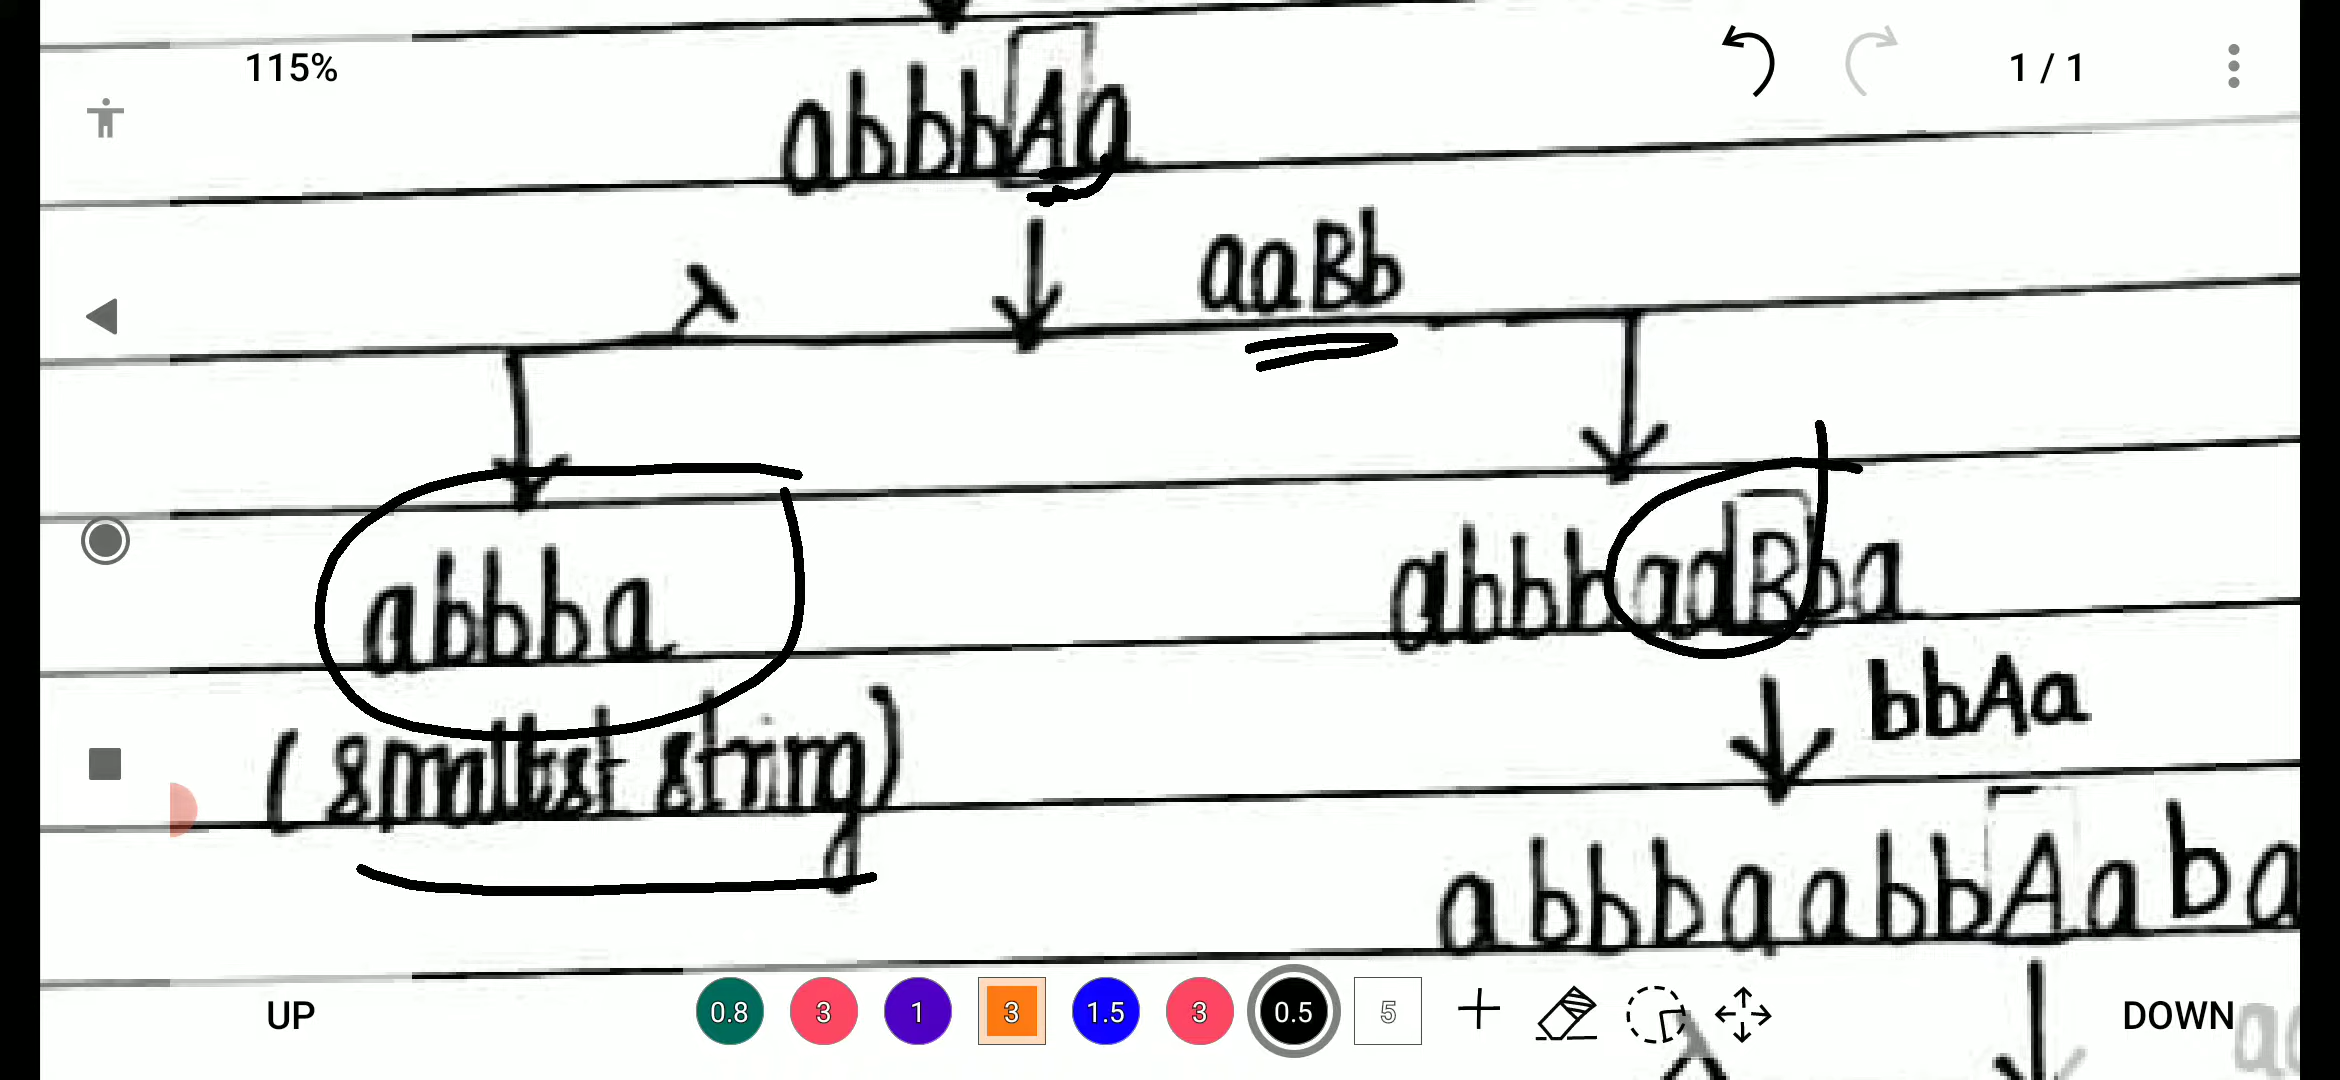 115%
1 / 1
abbbAa
λ
aaBb
abbba
abbbaaBba
(smallest string)
bbAa
abbbaabbAaba
λ
UP
0.8
3
1
3
1.5
3
0.5
5
DOWN